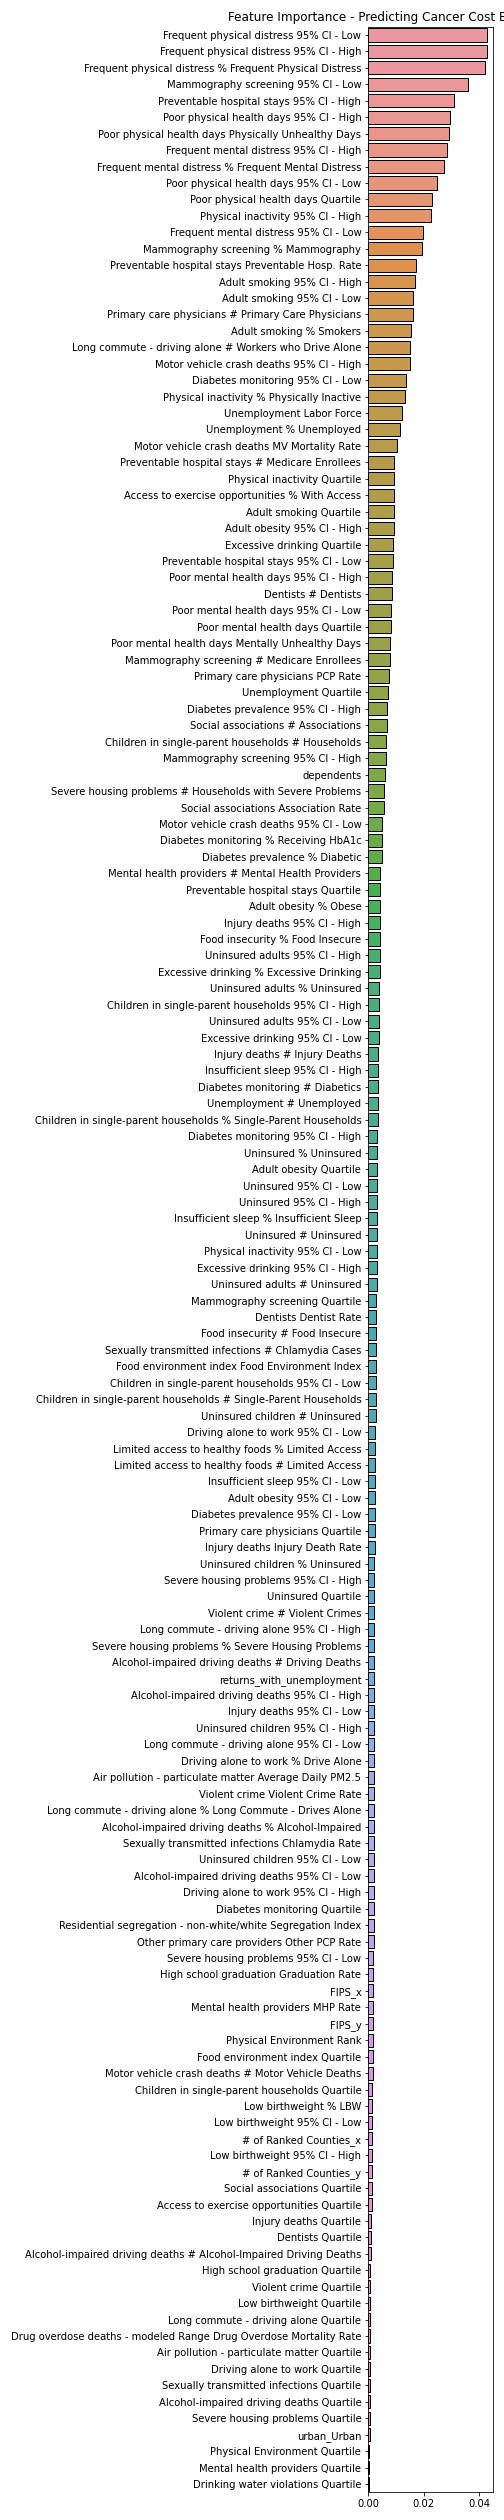 Feature Importance - Predicting Cancer Cost
Frequent physical distress 95% CI - Low
Frequent physical distress 95% CI - High
Frequent physical distress % Frequent Physical Distress
Mammography screening 95% CI - Low
Preventable hospital stays 95% CI - High
Poor physical health days 95% CI - High
Poor physical health days Physically Unhealthy Days
Frequent mental distress 95% CI - High
Frequent mental distress % Frequent Mental Distress
Poor physical health days 95% CI - Low
Poor physical health days Quartile
Physical inactivity 95% CI - High
Frequent mental distress 95% CI - Low
Mammography screening % Mammography
Preventable hospital stays Preventable Hosp. Rate
Adult smoking 95% CI - High
Adult smoking 95% CI - Low
Primary care physicians # Primary Care Physicians
Adult smoking % Smokers
Long commute - driving alone # Workers who Drive Alone
Motor vehicle crash deaths 95% CI - High
Diabetes monitoring 95% CI - Low
Physical inactivity % Physically Inactive
Unemployment Labor Force
Unemployment % Unemployed
Motor vehicle crash deaths MV Mortality Rate
Preventable hospital stays # Medicare Enrollees
Physical inactivity Quartile
Access to exercise opportunities % With Access
Adult smoking Quartile
Adult obesity 95% CI - High
Excessive drinking Quartile
Preventable hospital stays 95% CI - Low
Poor mental health days 95% CI - High
Dentists # Dentists
Poor mental health days 95% CI - Low
Poor mental health days Quartile
Poor mental health days Mentally Unhealthy Days
Mammography screening # Medicare Enrollees
Primary care physicians PCP Rate
Unemployment Quartile
Diabetes prevalence 95% CI - High
Social associations # Associations
Children in single-parent households # Households
Mammography screening 95% CI - High
dependents
Severe housing problems # Households with Severe Problems
Social associations Association Rate
Motor vehicle crash deaths 95% CI - Low
Diabetes monitoring % Receiving HbA1c
Diabetes prevalence % Diabetic
Mental health providers # Mental Health Providers
Preventable hospital stays Quartile
Adult obesity % Obese
Injury deaths 95% CI - High
Food insecurity % Food Insecure
Uninsured adults 95% CI - High
Excessive drinking % Excessive Drinking
Uninsured adults % Uninsured
Children in single-parent households 95% CI - High
Uninsured adults 95% CI - Low
Excessive drinking 95% CI - Low
Injury deaths # Injury Deaths
Insufficient sleep 95% CI - High
Diabetes monitoring # Diabetics
Unemployment # Unemployed
Children in single-parent households % Single-Parent Households
Diabetes monitoring 95% CI - High
Uninsured % Uninsured
Adult obesity Quartile
Uninsured 95% CI - Low
Uninsured 95% CI - High
Insufficient sleep % Insufficient Sleep
Uninsured # Uninsured
Physical inactivity 95% CI - Low
Excessive drinking 95% CI - High
Uninsured adults # Uninsured
Mammography screening Quartile
Dentists Dentist Rate
Food insecurity # Food Insecure
Sexually transmitted infections # Chlamydia Cases
Food environment index Food Environment Index
Children in single-parent households 95% CI - Low
Children in single-parent households # Single-Parent Households
Uninsured children # Uninsured
Driving alone to work 95% CI - Low
Limited access to healthy foods % Limited Access
Limited access to healthy foods # Limited Access
Insufficient sleep 95% CI - Low
Adult obesity 95% CI - Low
Diabetes prevalence 95% CI - Low
Primary care physicians Quartile
Injury deaths Injury Death Rate
Uninsured children % Uninsured
Severe housing problems 95% CI - High
Uninsured Quartile
Violent crime # Violent Crimes
Long commute - driving alone 95% CI - High
Severe housing problems % Severe Housing Problems
Alcohol-impaired driving deaths # Driving Deaths
returns_with_unemployment
Alcohol-impaired driving deaths 95% CI - High
Injury deaths 95% CI - Low
Uninsured children 95% CI - High
Long commute - driving alone 95% CI - Low
Driving alone to work % Drive Alone
Air pollution - particulate matter Average Daily PM2.5
Violent crime Violent Crime Rate
Long commute - driving alone % Long Commute - Drives Alone
Alcohol-impaired driving deaths % Alcohol-Impaired
Sexually transmitted infections Chlamydia Rate
Uninsured children 95% CI - Low
Alcohol-impaired driving deaths 95% CI - Low
Driving alone to work 95% CI - High
Diabetes monitoring Quartile
Residential segregation - non-white/white Segregation Index
Other primary care providers Other PCP Rate
Severe housing problems 95% CI - Low
High school graduation Graduation Rate
FIPS_x
Mental health providers MHP Rate
FIPS_y
Physical Environment Rank
Food environment index Quartile
Motor vehicle crash deaths # Motor Vehicle Deaths
Children in single-parent households Quartile
Low birthweight % LBW
Low birthweight 95% CI - Low
# of Ranked Counties_x
Low birthweight 95% CI - High
# of Ranked Counties_y
Social associations Quartile
Access to exercise opportunities Quartile
Injury deaths Quartile
Dentists Quartile
Alcohol-impaired driving deaths # Alcohol-Impaired Driving Deaths
High school graduation Quartile
Violent crime Quartile
Low birthweight Quartile
Long commute - driving alone Quartile
Drug overdose deaths - modeled Range Drug Overdose Mortality Rate
Air pollution - particulate matter Quartile
Driving alone to work Quartile
Sexually transmitted infections Quartile
Alcohol-impaired driving deaths Quartile
Severe housing problems Quartile
urban_Urban
Physical Environment Quartile
Mental health providers Quartile
Drinking water violations Quartile
0.00 0.02 0.04